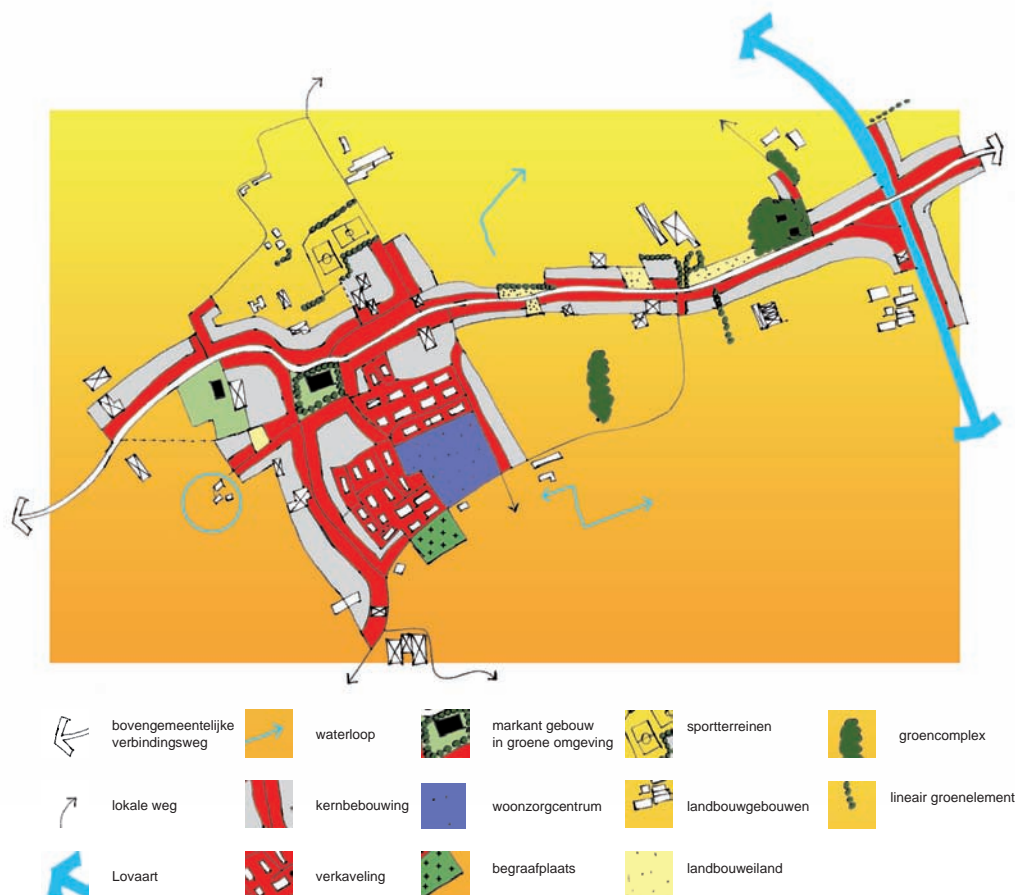 bovengemeentelijke
verbindingsweg
waterloop
markant gebouw
in groene omgeving
sportterreinen
groencomplex
lokale weg
kernbebouwing
woonzorgcentrum
landbouwgebouwen
lineair groenelement
Lovaart
verkaveling
begraafplaats
landbouweiland